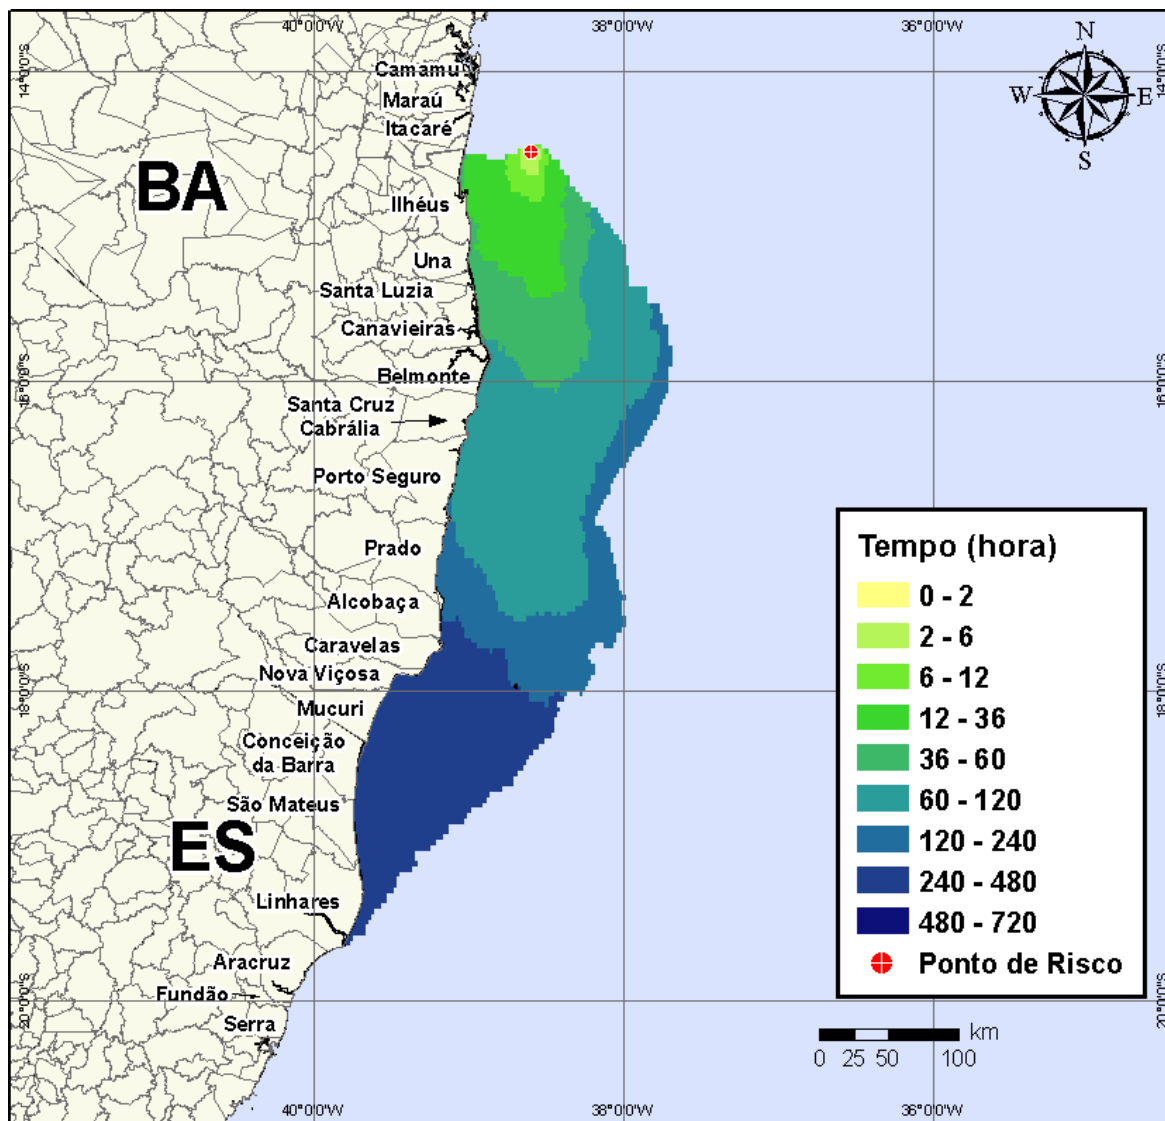 40°0'0"W
38°0'0"W
36°0'0"W
N
W
E
S
14°0'0"S
14°0'0"S
Camamu
Maraú
Itacaré
BA
Ilhéus
Una
Santa Luzia
Canavieiras
Belmonte
16°0'0"S
16°0'0"S
Santa Cruz
Cabrália
Porto Seguro
Prado
Alcobaça
Caravelas
Nova Viçosa
18°0'0"S
18°0'0"S
Mucuri
Conceição
da Barra
São Mateus
ES
Linhares
Aracruz
Fundão
20°0'0"S
20°0'0"S
Serra
Tempo (hora)
0 - 2
2 - 6
6 - 12
12 - 36
36 - 60
60 - 120
120 - 240
240 - 480
480 - 720
Ponto de Risco
km
0 25 50 100
40°0'0"W
38°0'0"W
36°0'0"W